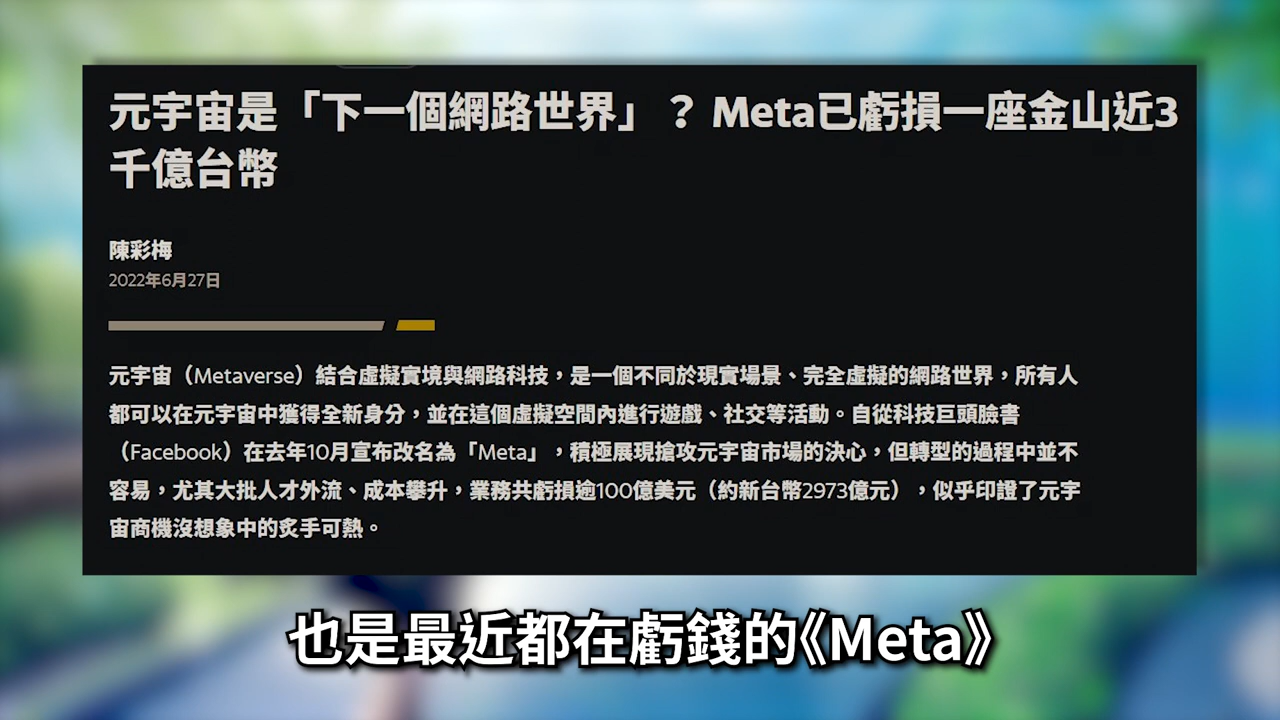 元宇宙是「下一個網路世界」？ Meta已虧損一座金山近3
千億台幣
陳彩梅
2022年6月27日
元宇宙（Metaverse）結合虛擬實境與網路科技，是一個不同於現實場景、完全虛擬的網路世界，所有人
都可以在元宇宙中獲得全新身分，並在這個虛擬空間內進行遊戲、社交等活動。自從科技巨頭臉書
（Facebook）在去年10月宣布改名為「Meta」，積極展現搶攻元宇宙市場的決心，但轉型的過程中並不
容易，尤其大批人才外流、成本攀升，業務共虧損逾100億美元（約新台幣2973億元），似乎印證了元宇
宙商機沒想象中的炙手可熱。
也是最近都在虧錢的《Meta》